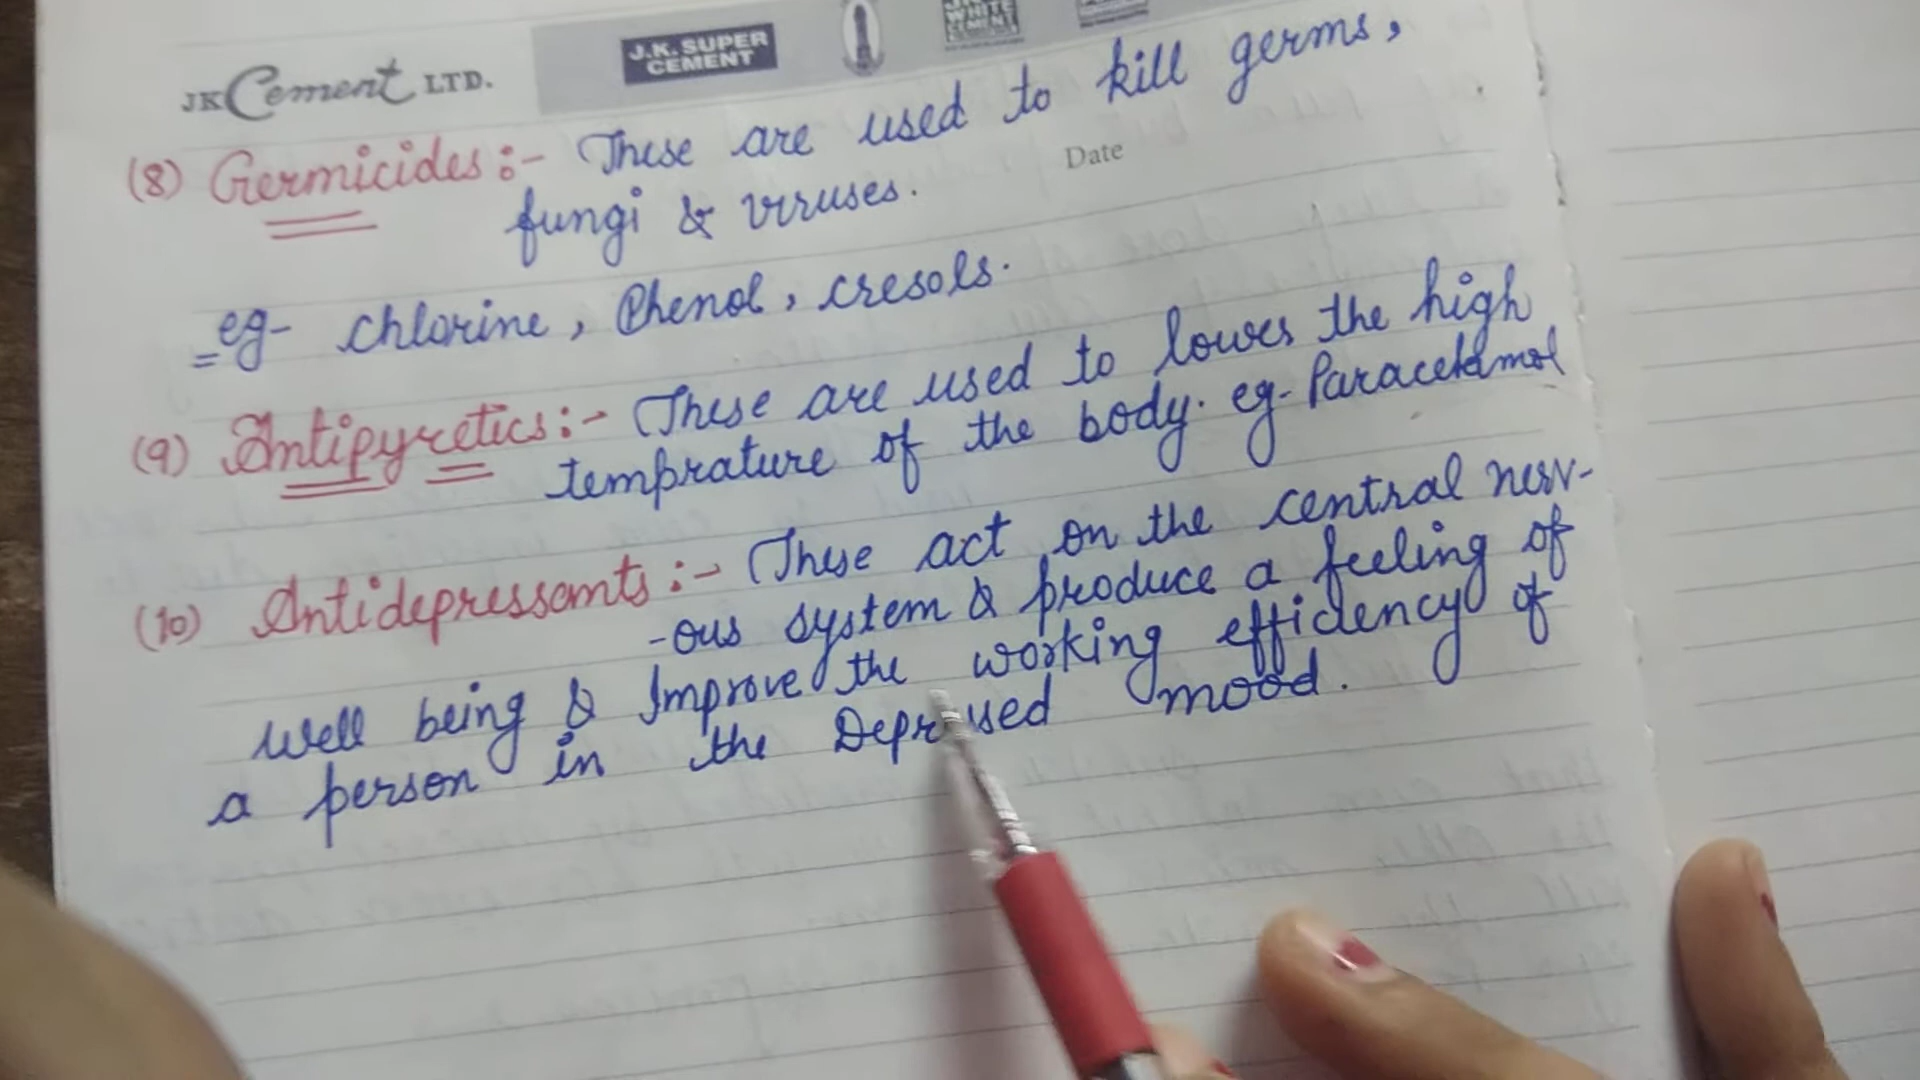 JK Cement LTD.
J.K. SUPER
CEMENT
(8) Germicides :- These are used to kill germs,
Date
fungi & viruses.
eg- chlorine, Phenol, cresols.
(9) Antipyretics :- These are used to lower the high
temprature of the body. eg- Paracetamol
(10) Antidepressants :- These act on the central nerv-
-ous system & produce a feeling of
well being & Improve the working efficiency of
a person in the Depressed mood.